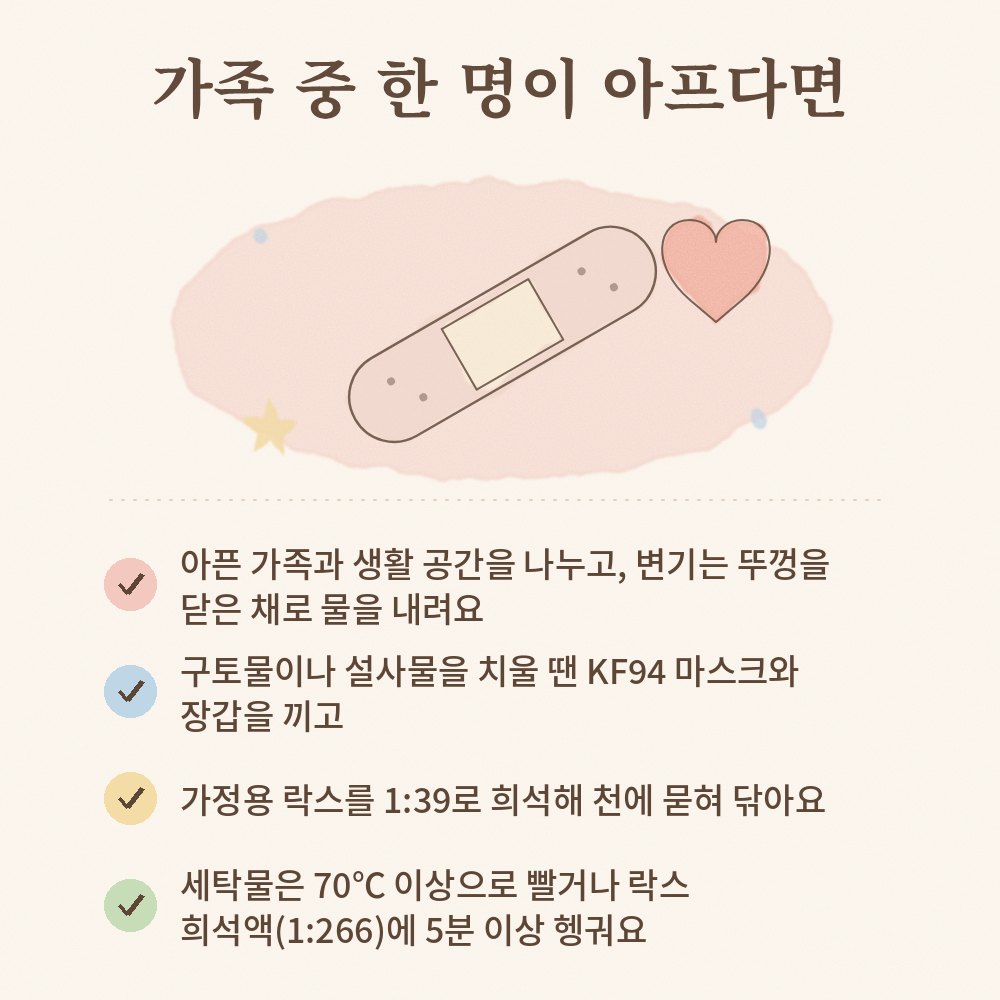 가족 중 한 명이 아프다면
아픈 가족과 생활 공간을 나누고, 변기는 뚜껑을
닫은 채로 물을 내려요
구토물이나 설사물을 치울 땐 KF94 마스크와
장갑을 끼고
가정용 락스를 1:39로 희석해 천에 묻혀 닦아요
세탁물은 70℃ 이상으로 빨거나 락스
희석액(1:266)에 5분 이상 헹궈요